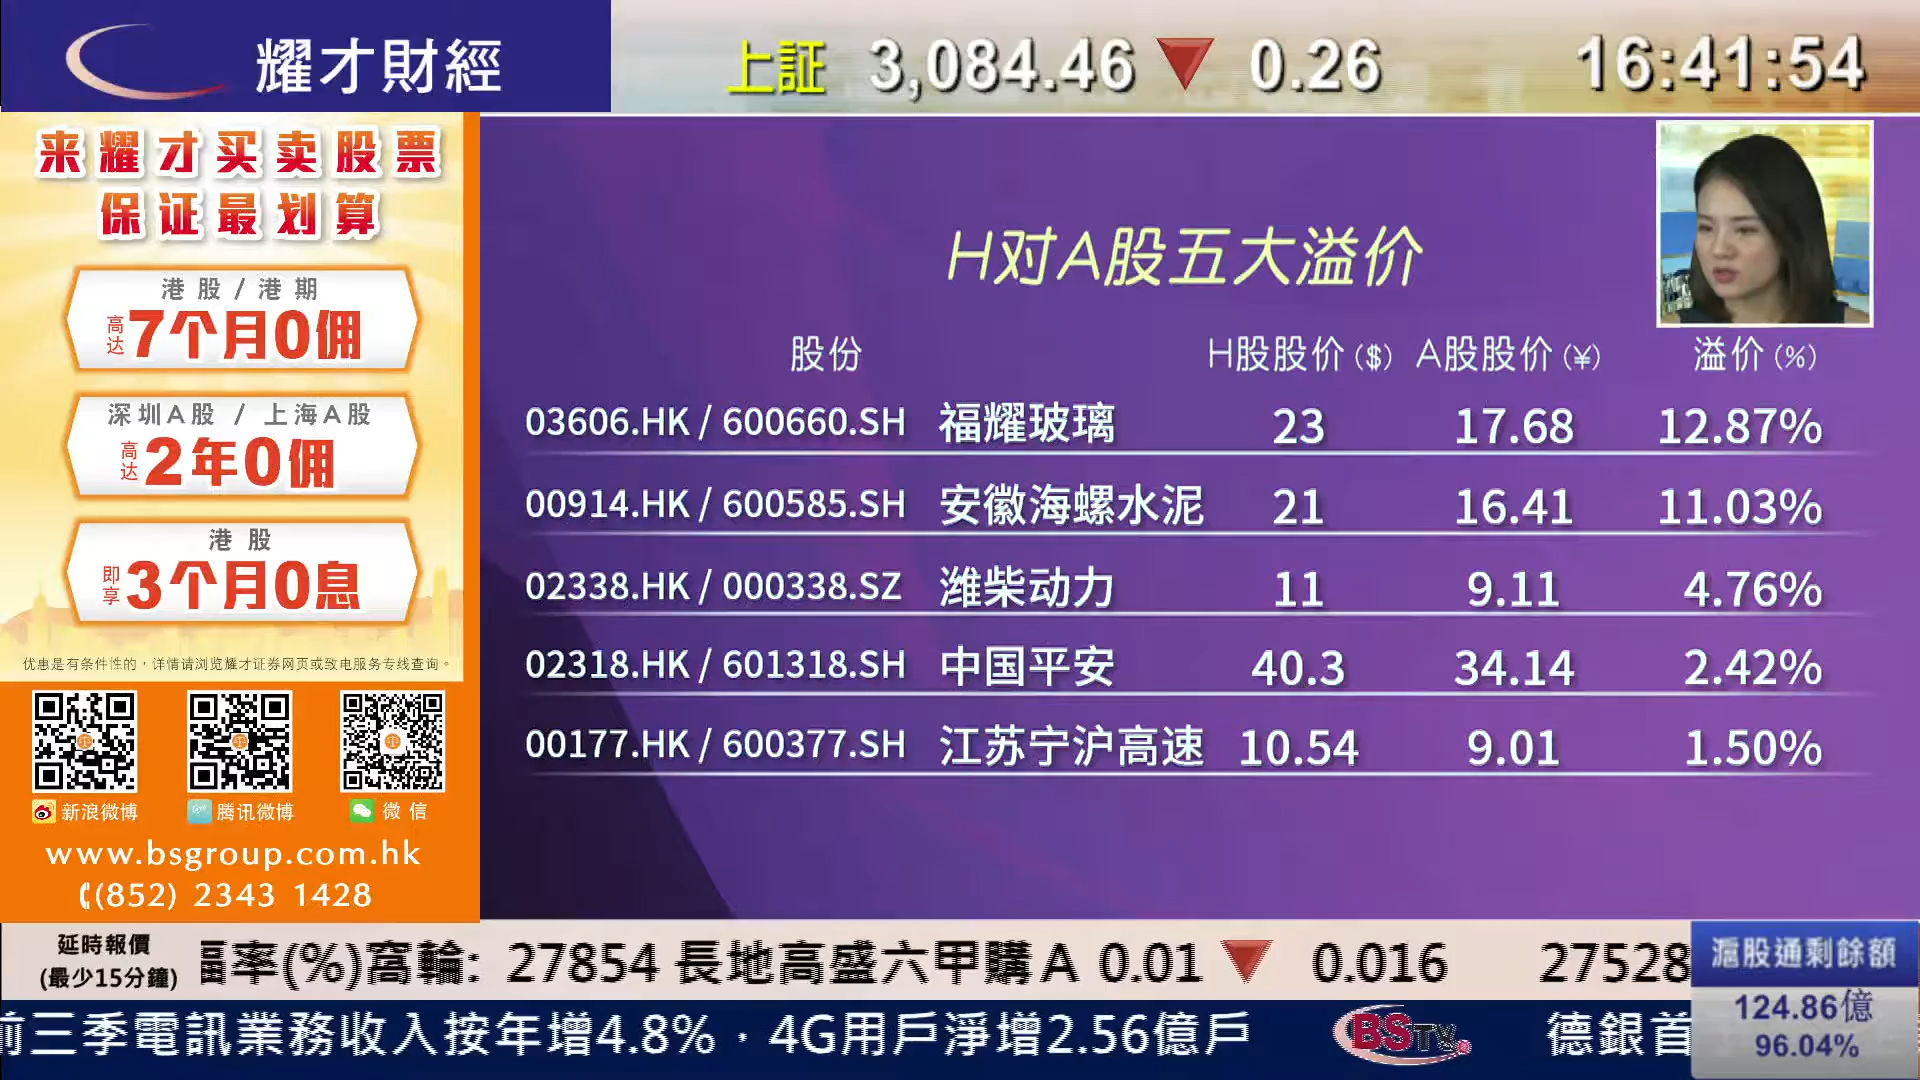 耀才財經
上証 3,084.46 ▼ 0.26 16:41:54
来耀才买卖股票
保证最划算
港股 / 港期
高达7个月0佣
深圳A股 / 上海A股
高达2年0佣
港股
即享3个月0息
优惠是有条件性的，详情请浏览耀才证券网页或致电服务专线查询。
新浪微博 腾讯微博 微信
www.bsgroup.com.hk
(852) 2343 1428
H对A股五大溢价
股份 H股股价($) A股股价(¥) 溢价(%)
03606.HK / 600660.SH 福耀玻璃 23 17.68 12.87%
00914.HK / 600585.SH 安徽海螺水泥 21 16.41 11.03%
02338.HK / 000338.SZ 潍柴动力 11 9.11 4.76%
02318.HK / 601318.SH 中国平安 40.3 34.14 2.42%
00177.HK / 600377.SH 江苏宁沪高速 10.54 9.01 1.50%
延時報價
(最少15分鐘)
率(%)窩輪: 27854 長地高盛六甲購A 0.01 ▼ 0.016 27528
滬股通剩餘額
124.86億
96.04%
前三季電訊業務收入按年增4.8%．4G用戶淨增2.56億戶 BSTV 德銀首